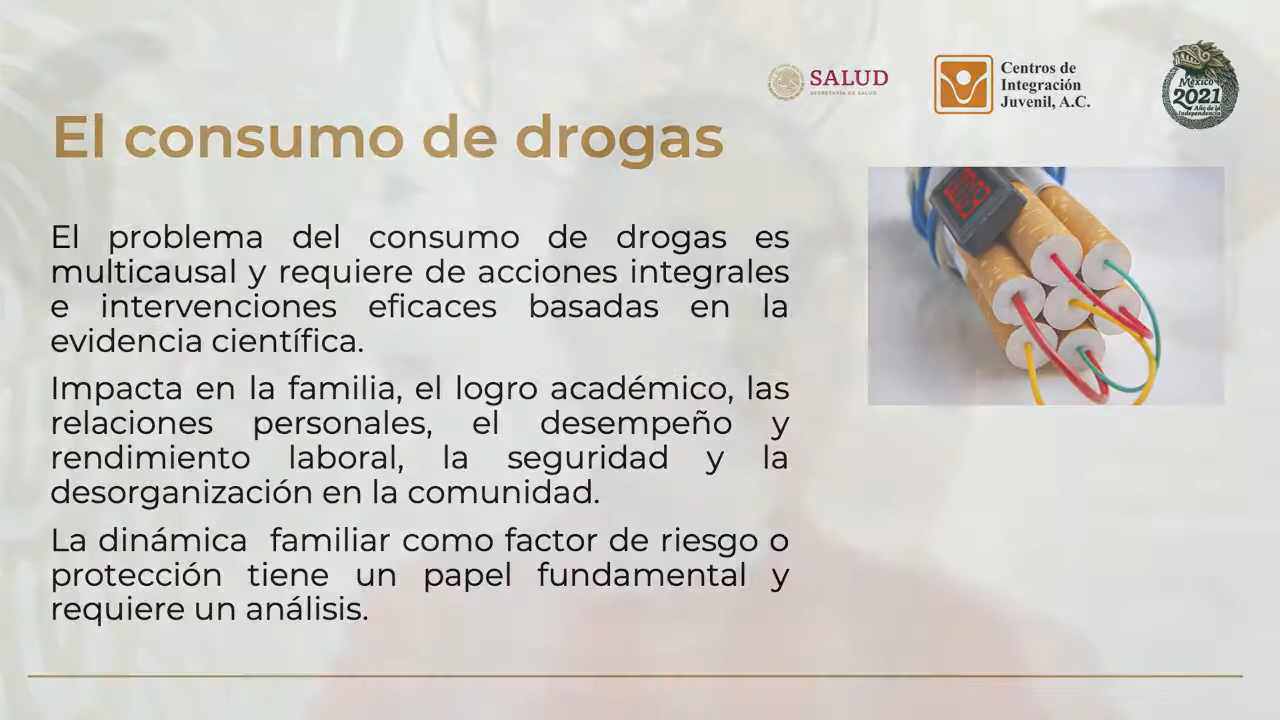 SALUD
SECRETARÍA DE SALUD
Centros de
Integración
Juvenil, A.C.
México
2021
Año de la
Independencia
El consumo de drogas
El problema del consumo de drogas es
multicausal y requiere de acciones integrales
e intervenciones eficaces basadas en la
evidencia científica.
Impacta en la familia, el logro académico, las
relaciones personales, el desempeño y
rendimiento laboral, la seguridad y la
desorganización en la comunidad.
La dinámica  familiar como factor de riesgo o
protección tiene un papel fundamental y
requiere un análisis.